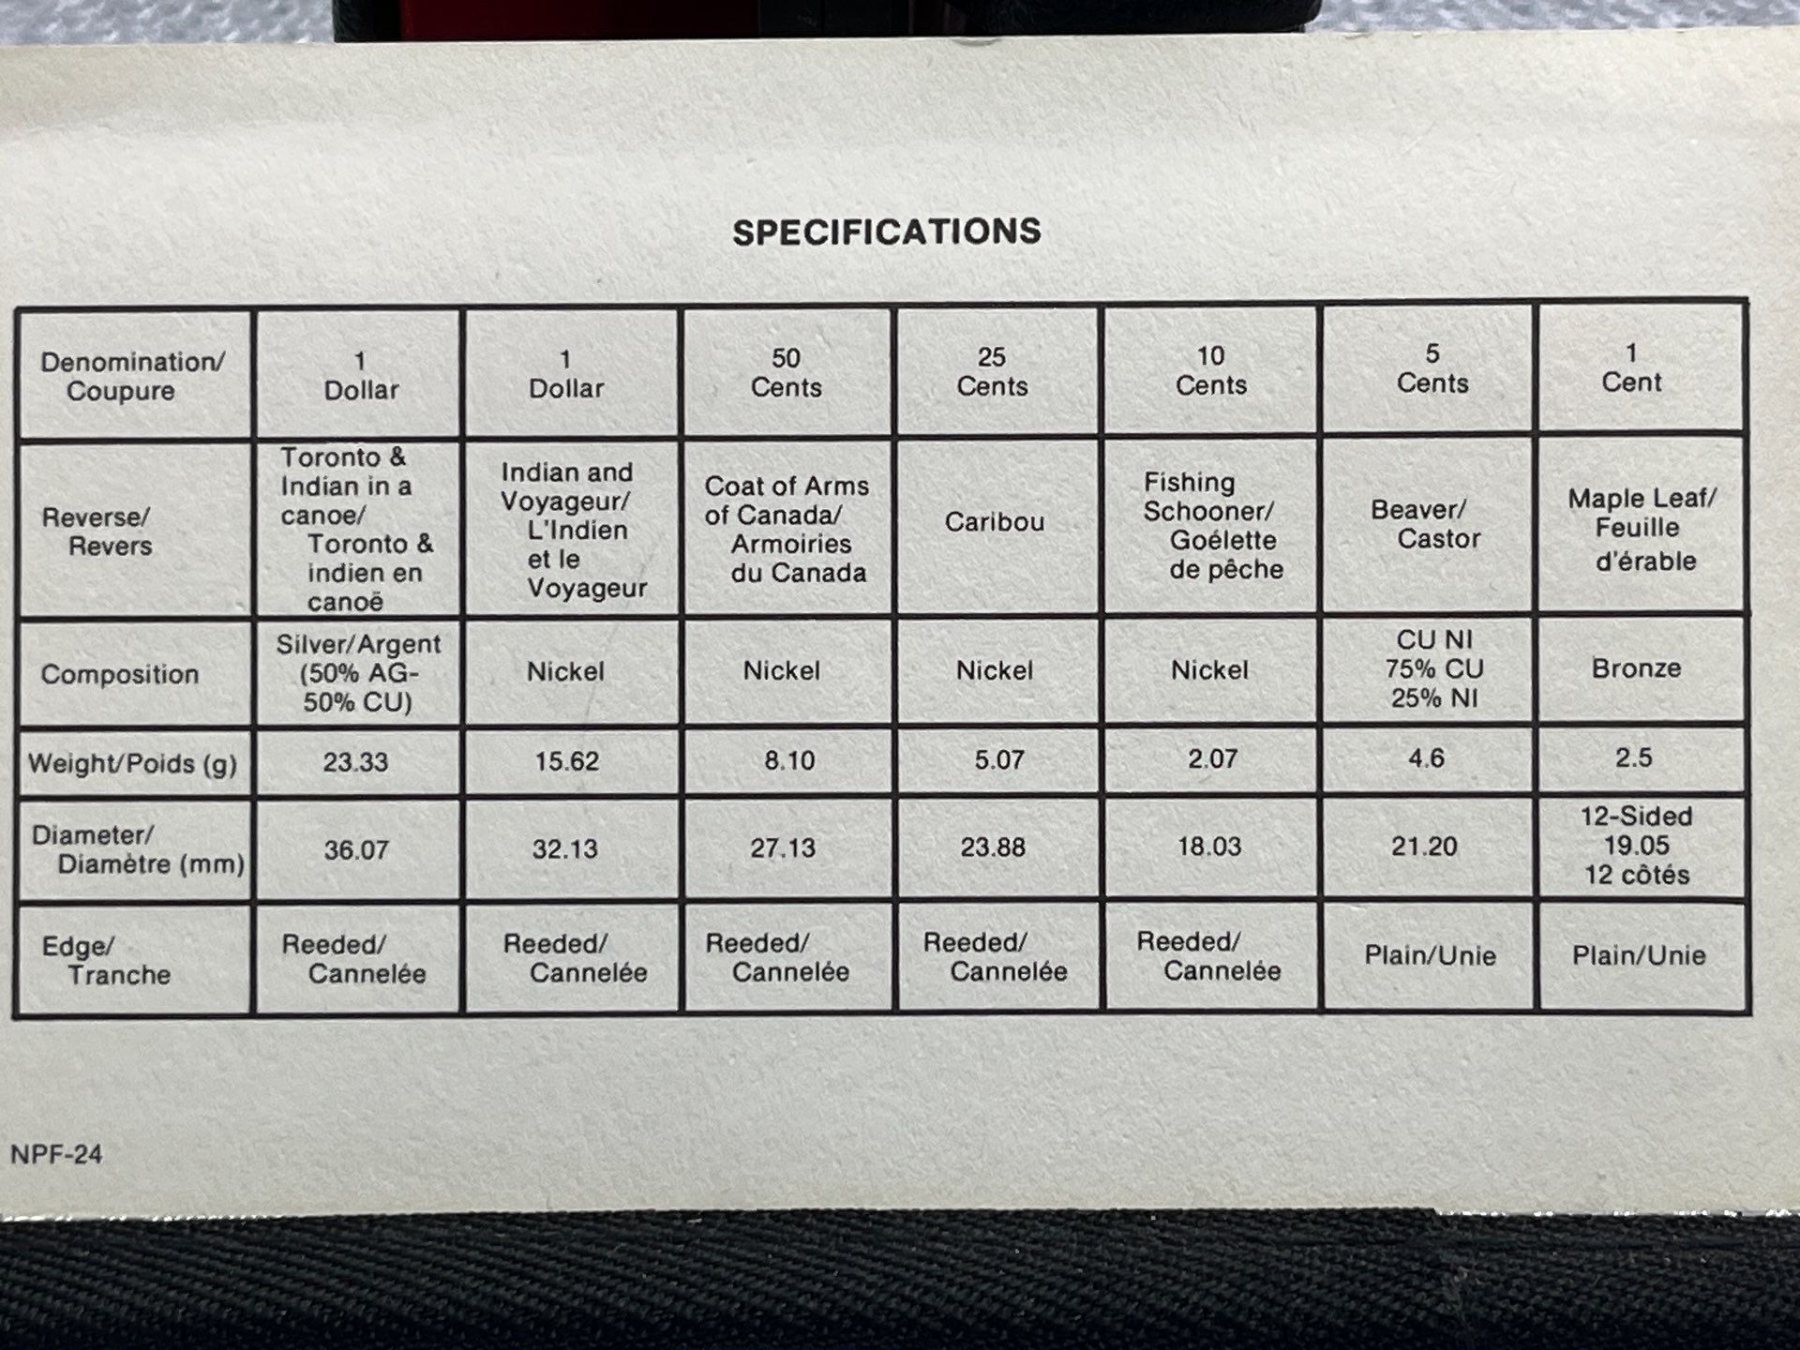 SPECIFICATIONS
Denomination/
Coupure
1
Dollar
1
Dollar
50
Cents
25
Cents
10
Cents
5
Cents
1
Cent
Reverse/
Revers
Toronto &
Indian in a
canoe/
Toronto &
indien en
canoë
Indian and
Voyageur/
L'Indien
et le
Voyageur
Coat of Arms
of Canada/
Armoiries
du Canada
Caribou
Fishing
Schooner/
Goélette
de pêche
Beaver/
Castor
Maple Leaf/
Feuille
d'érable
Composition
Silver/Argent
(50% AG-
50% CU)
Nickel
Nickel
Nickel
Nickel
CU NI
75% CU
25% NI
Bronze
Weight/Poids (g)
23.33
15.62
8.10
5.07
2.07
4.6
2.5
Diameter/
Diamètre (mm)
36.07
32.13
27.13
23.88
18.03
21.20
12-Sided
19.05
12 côtés
Edge/
Tranche
Reeded/
Cannelée
Reeded/
Cannelée
Reeded/
Cannelée
Reeded/
Cannelée
Reeded/
Cannelée
Plain/Unie
Plain/Unie
NPF-24